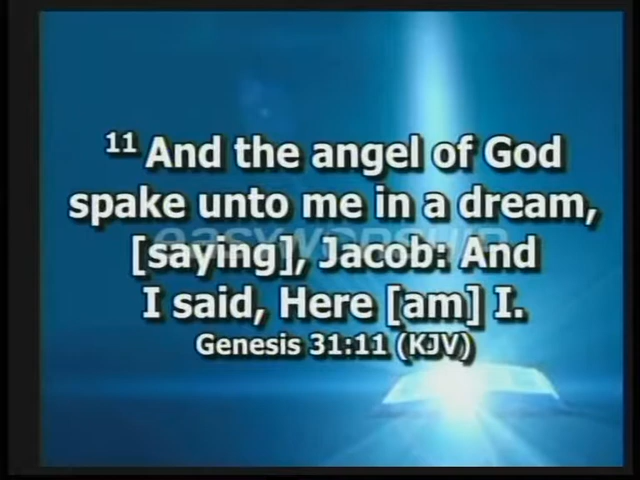 11 And the angel of God
spake unto me in a dream,
[saying], Jacob: And
I said, Here [am] I.
Genesis 31:11 (KJV)
easyworship